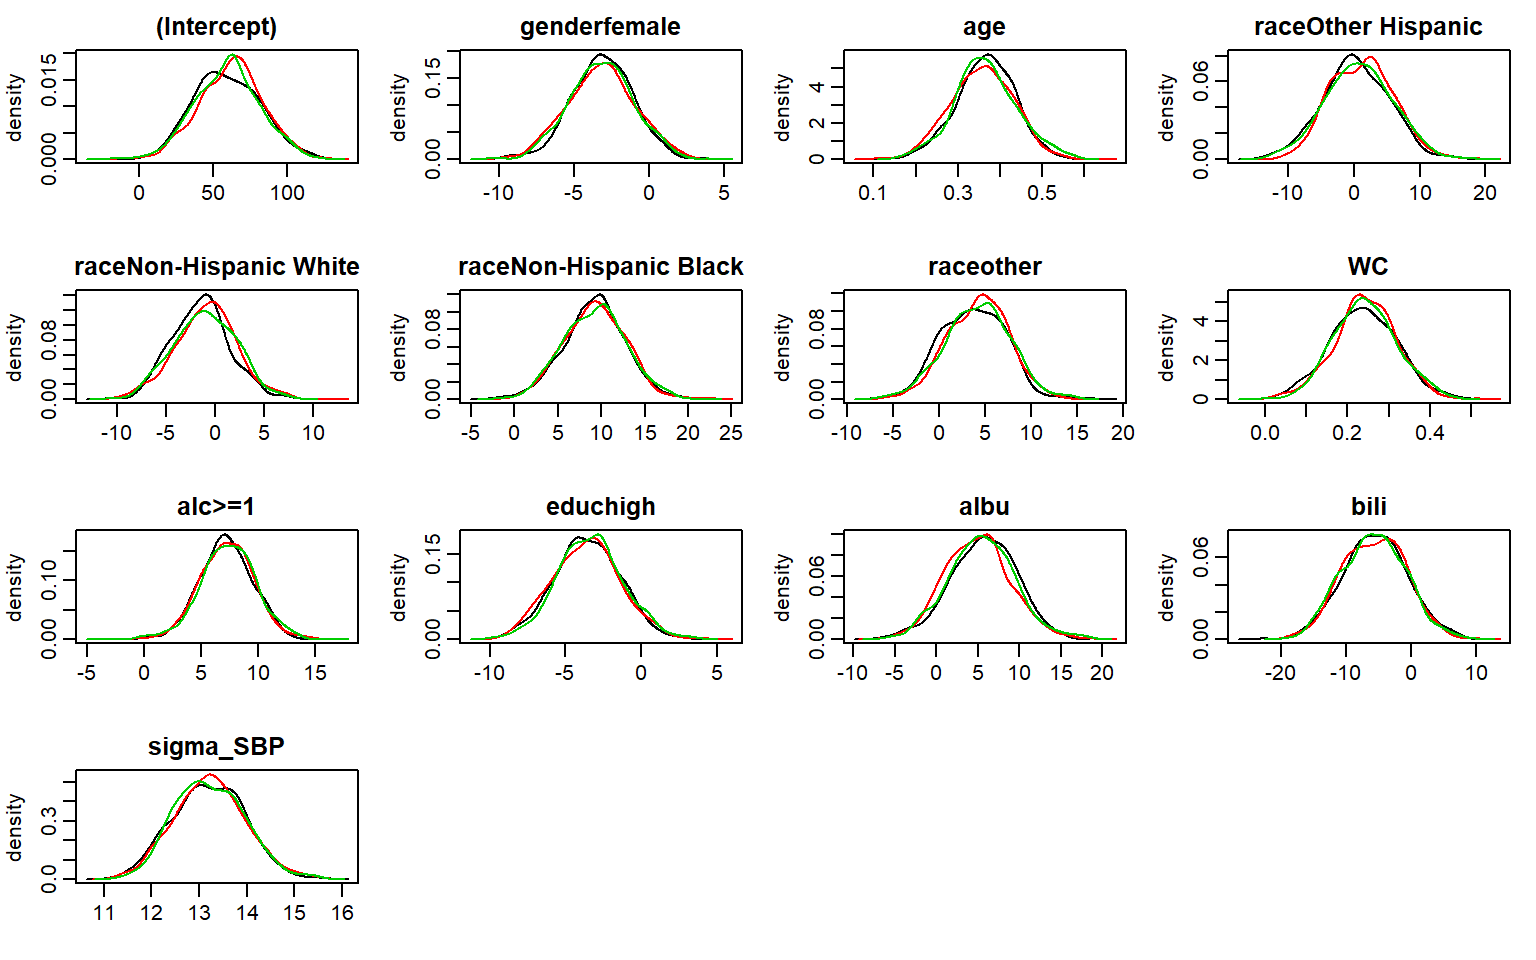 (Intercept) genderfemale age raceOther Hispanic
density 0.000 0.015 0 50 100
density 0.00 0.15 -10 -5 0 5
density 0 2 4 0.1 0.3 0.5
density 0.00 0.06 -10 0 10 20
raceNon-Hispanic White raceNon-Hispanic Black raceother WC
density 0.00 0.08 -10 -5 0 5 10
density 0.00 0.08 -5 0 5 10 15 20 25
density 0.00 0.08 -10 -5 0 5 10 15 20
density 0 2 4 0.0 0.2 0.4
alc>=1 educhigh albu bili
density 0.00 0.10 -5 0 5 10 15
density 0.00 0.15 -10 -5 0 5
density 0.00 0.06 -10 -5 0 5 10 15 20
density 0.00 0.06 -20 -10 0 10
sigma_SBP
density 0.0 0.3 11 12 13 14 15 16